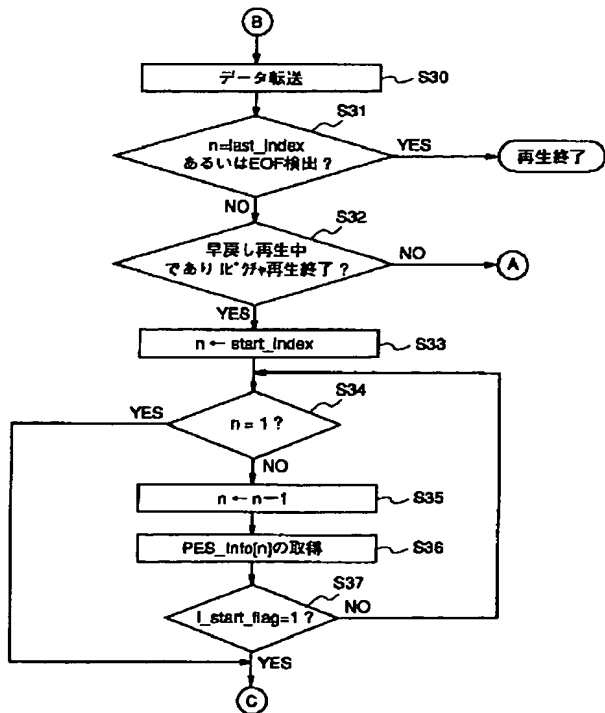 B
データ転送
S30
S31
n=last_index
あるいはEOF検出?
YES
再生終了
NO
S32
早戻し再生中
であり Iピクチャ再生終了?
NO
A
YES
n ← start_index
S33
S34
YES
n = 1 ?
NO
n ← n−1
S35
PES_info[n]の取得
S36
S37
I_start_flag=1 ?
NO
YES
C